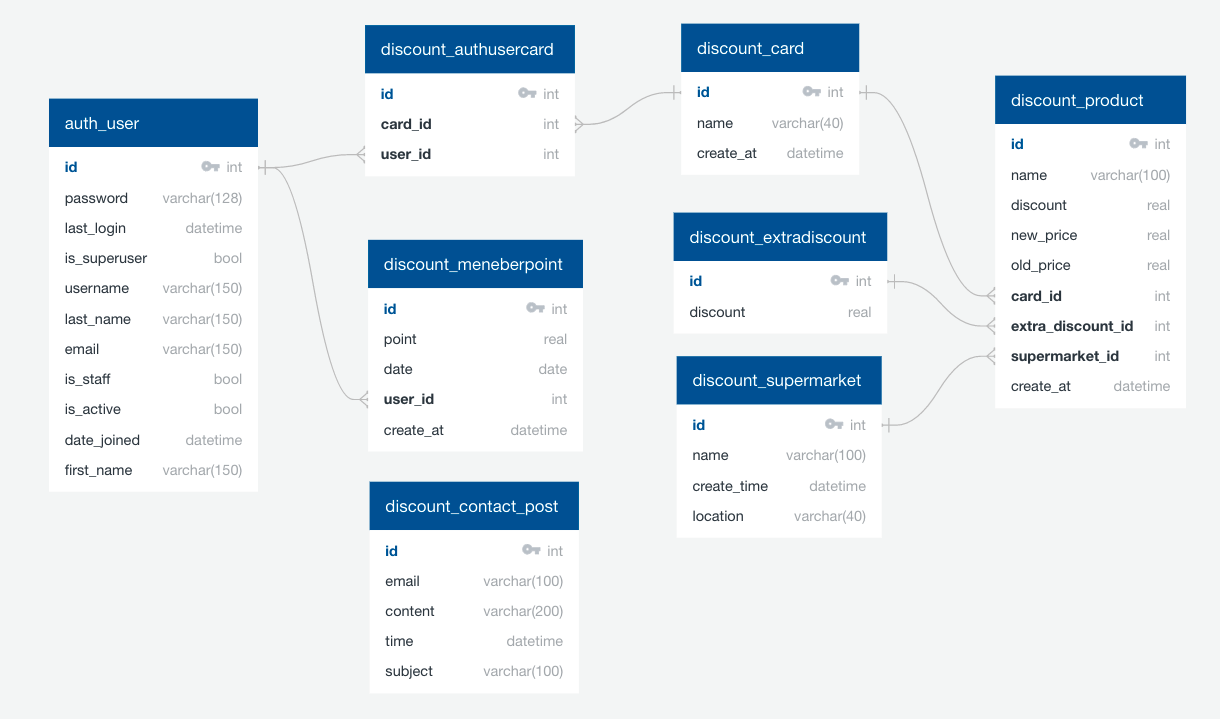 auth_user
id int
password varchar(128)
last_login datetime
is_superuser bool
username varchar(150)
last_name varchar(150)
email varchar(150)
is_staff bool
is_active bool
date_joined datetime
first_name varchar(150)
discount_authusercard
id int
card_id int
user_id int
discount_meneberpoint
id int
point real
date date
user_id int
create_at datetime
discount_contact_post
id int
email varchar(100)
content varchar(200)
time datetime
subject varchar(100)
discount_card
id int
name varchar(40)
create_at datetime
discount_extradiscount
id int
discount real
discount_supermarket
id int
name varchar(100)
create_time datetime
location varchar(40)
discount_product
id int
name varchar(100)
discount real
new_price real
old_price real
card_id int
extra_discount_id int
supermarket_id int
create_at datetime